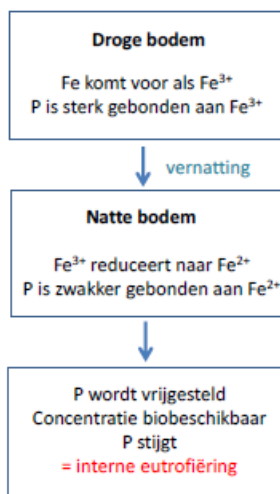 Droge bodem
Fe komt voor als Fe³⁺
P is sterk gebonden aan Fe³⁺
vernatting
Natte bodem
Fe³⁺ reduceert naar Fe²⁺
P is zwakker gebonden aan Fe²⁺
P wordt vrijgesteld
Concentratie biobeschikbaar
P stijgt
= interne eutrofiëring